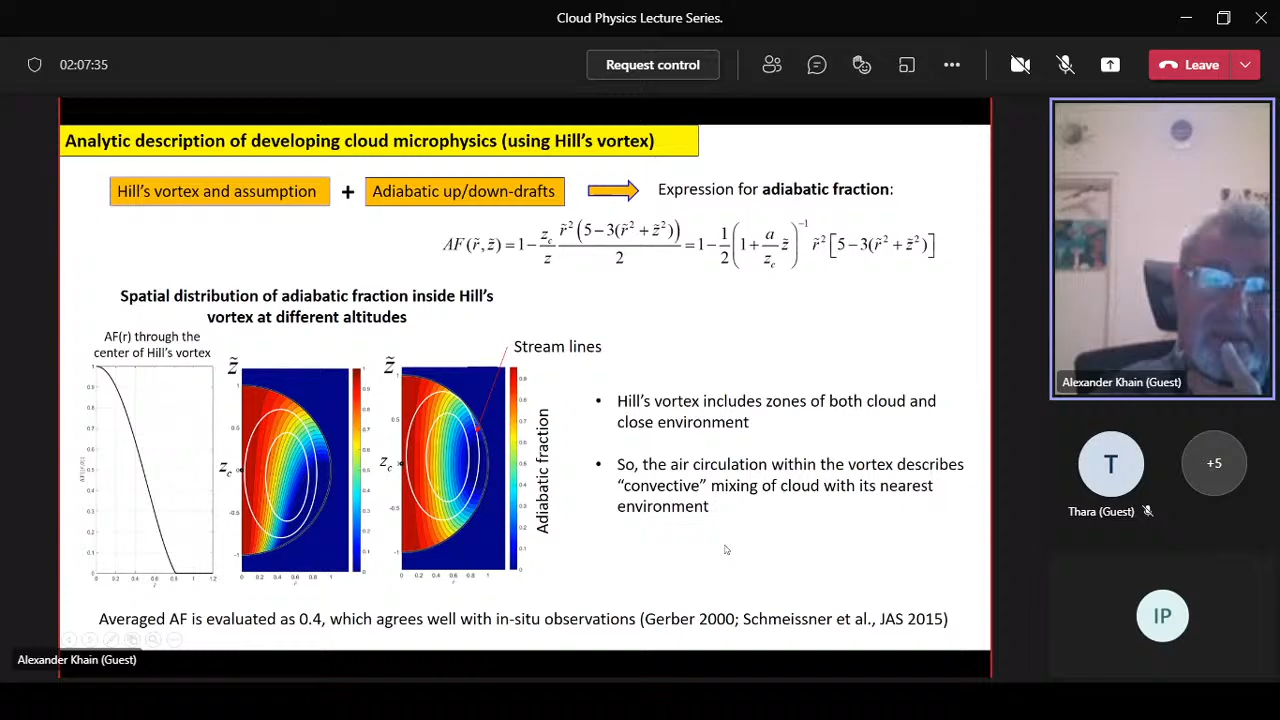 Cloud Physics Lecture Series.
02:07:35
Request control
Leave
Analytic description of developing cloud microphysics (using Hill’s vortex)
Hill’s vortex and assumption + Adiabatic up/down-drafts Expression for adiabatic fraction:
AF(r̃, z̃) = 1 − z_c/z r̃²(5 − 3(r̃² + z̃²))/2 = 1 − 1/2 (1 + a/z_c z̃)⁻¹ r̃² [5 − 3(r̃² + z̃²)]
Spatial distribution of adiabatic fraction inside Hill’s
vortex at different altitudes
AF(r) through the
center of Hill’s vortex
Stream lines
z̃ z̃
z_c z_c
Adiabatic fraction
• Hill’s vortex includes zones of both cloud and
close environment
• So, the air circulation within the vortex describes
“convective” mixing of cloud with its nearest
environment
Averaged AF is evaluated as 0.4, which agrees well with in-situ observations (Gerber 2000; Schmeissner et al., JAS 2015)
Alexander Khain (Guest)
Alexander Khain (Guest)
T
+5
Thara (Guest)
IP